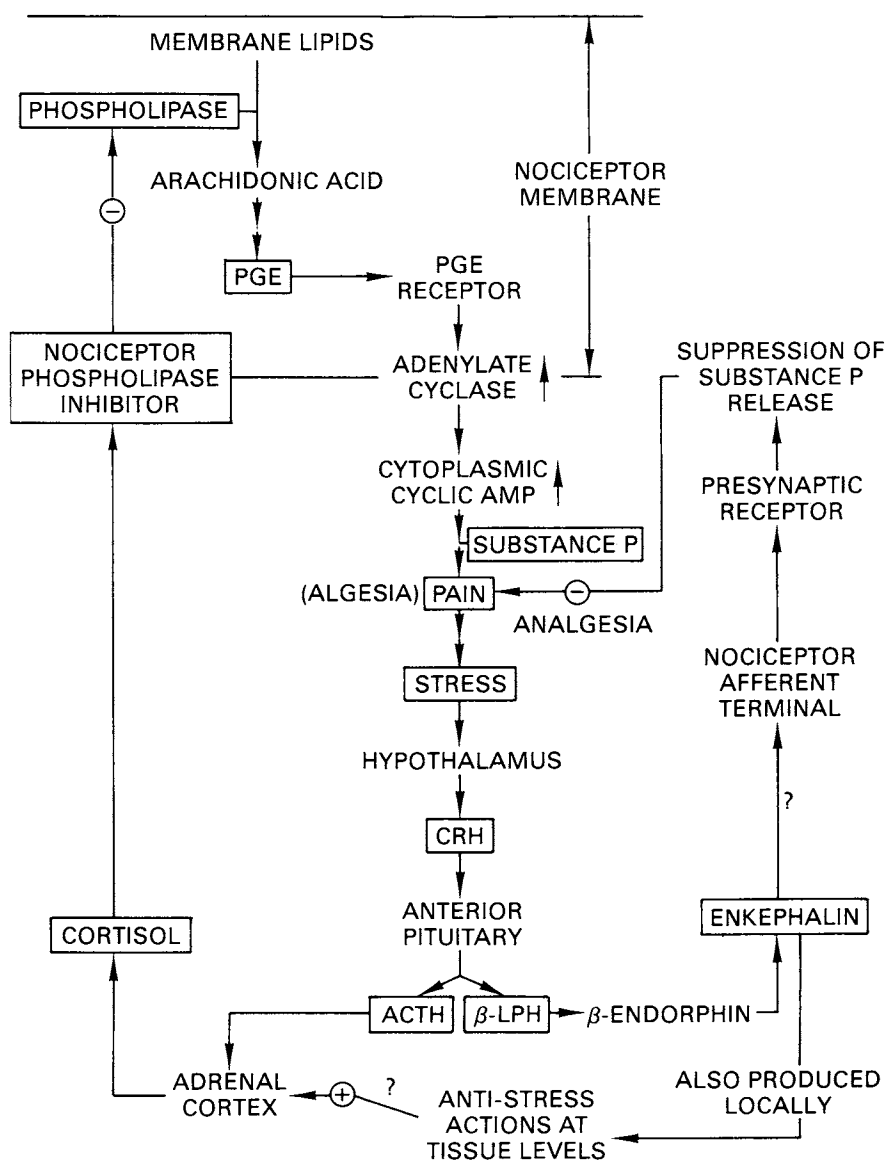 MEMBRANE LIPIDS
PHOSPHOLIPASE
ARACHIDONIC ACID
NOCICEPTOR
MEMBRANE
−
PGE
PGE
RECEPTOR
NOCICEPTOR
PHOSPHOLIPASE
INHIBITOR
ADENYLATE
CYCLASE
SUPPRESSION OF
SUBSTANCE P
RELEASE
CYTOPLASMIC
CYCLIC AMP
PRESYNAPTIC
RECEPTOR
SUBSTANCE P
(ALGESIA) PAIN
−
ANALGESIA
NOCICEPTOR
AFFERENT
TERMINAL
STRESS
HYPOTHALAMUS
?
CRH
ANTERIOR
PITUITARY
ENKEPHALIN
CORTISOL
ACTH
β-LPH
β-ENDORPHIN
ADRENAL
CORTEX
+
?
ANTI-STRESS
ACTIONS AT
TISSUE LEVELS
ALSO PRODUCED
LOCALLY